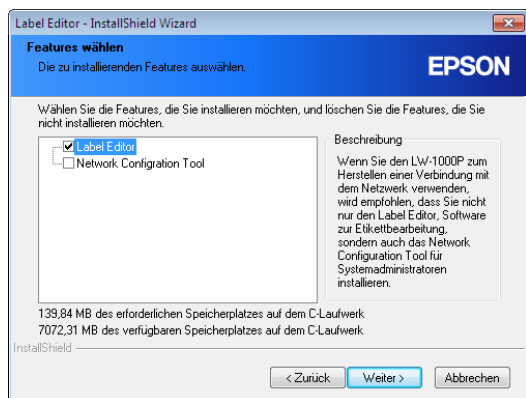 Label Editor - InstallShield Wizard
Features wählen
Die zu installierenden Features auswählen.
EPSON
Wählen Sie die Features, die Sie installieren möchten, und löschen Sie die Features, die Sie
nicht installieren möchten.
Label Editor
Network Configration Tool
Beschreibung
Wenn Sie den LW-1000P zum
Herstellen einer Verbindung mit
dem Netzwerk verwenden,
wird empfohlen, dass Sie nicht
nur den Label Editor, Software
zur Etikettbearbeitung,
sondern auch das Network
Configuration Tool für
Systemadministratoren
installieren.
139,84 MB des erforderlichen Speicherplatzes auf dem C-Laufwerk
7072,31 MB des verfügbaren Speicherplatzes auf dem C-Laufwerk
InstallShield
< Zurück
Weiter >
Abbrechen